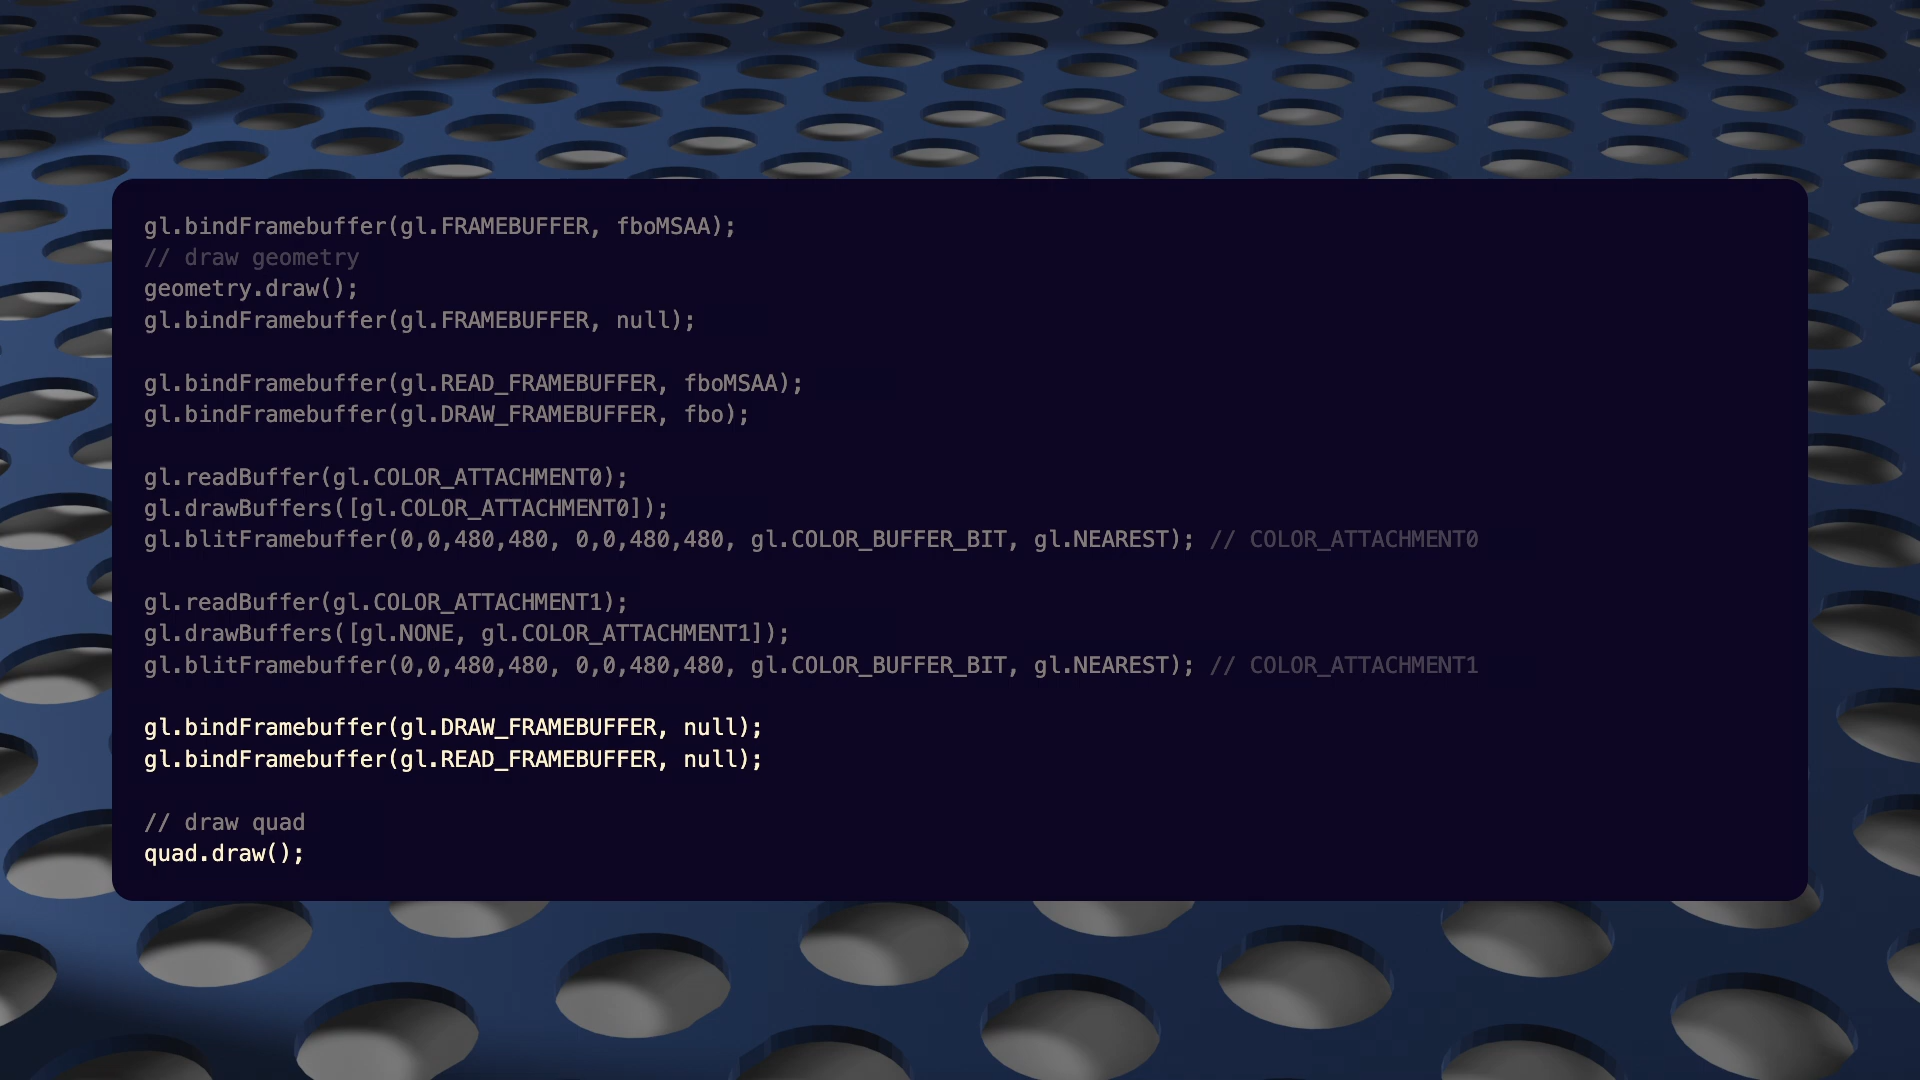 gl.bindFramebuffer(gl.FRAMEBUFFER, fboMSAA);
// draw geometry
geometry.draw();
gl.bindFramebuffer(gl.FRAMEBUFFER, null);
gl.bindFramebuffer(gl.READ_FRAMEBUFFER, fboMSAA);
gl.bindFramebuffer(gl.DRAW_FRAMEBUFFER, fbo);
gl.readBuffer(gl.COLOR_ATTACHMENT0);
gl.drawBuffers([gl.COLOR_ATTACHMENT0]);
gl.blitFramebuffer(0,0,480,480, 0,0,480,480, gl.COLOR_BUFFER_BIT, gl.NEAREST); // COLOR_ATTACHMENT0
gl.readBuffer(gl.COLOR_ATTACHMENT1);
gl.drawBuffers([gl.NONE, gl.COLOR_ATTACHMENT1]);
gl.blitFramebuffer(0,0,480,480, 0,0,480,480, gl.COLOR_BUFFER_BIT, gl.NEAREST); // COLOR_ATTACHMENT1
gl.bindFramebuffer(gl.DRAW_FRAMEBUFFER, null);
gl.bindFramebuffer(gl.READ_FRAMEBUFFER, null);
// draw quad
quad.draw();